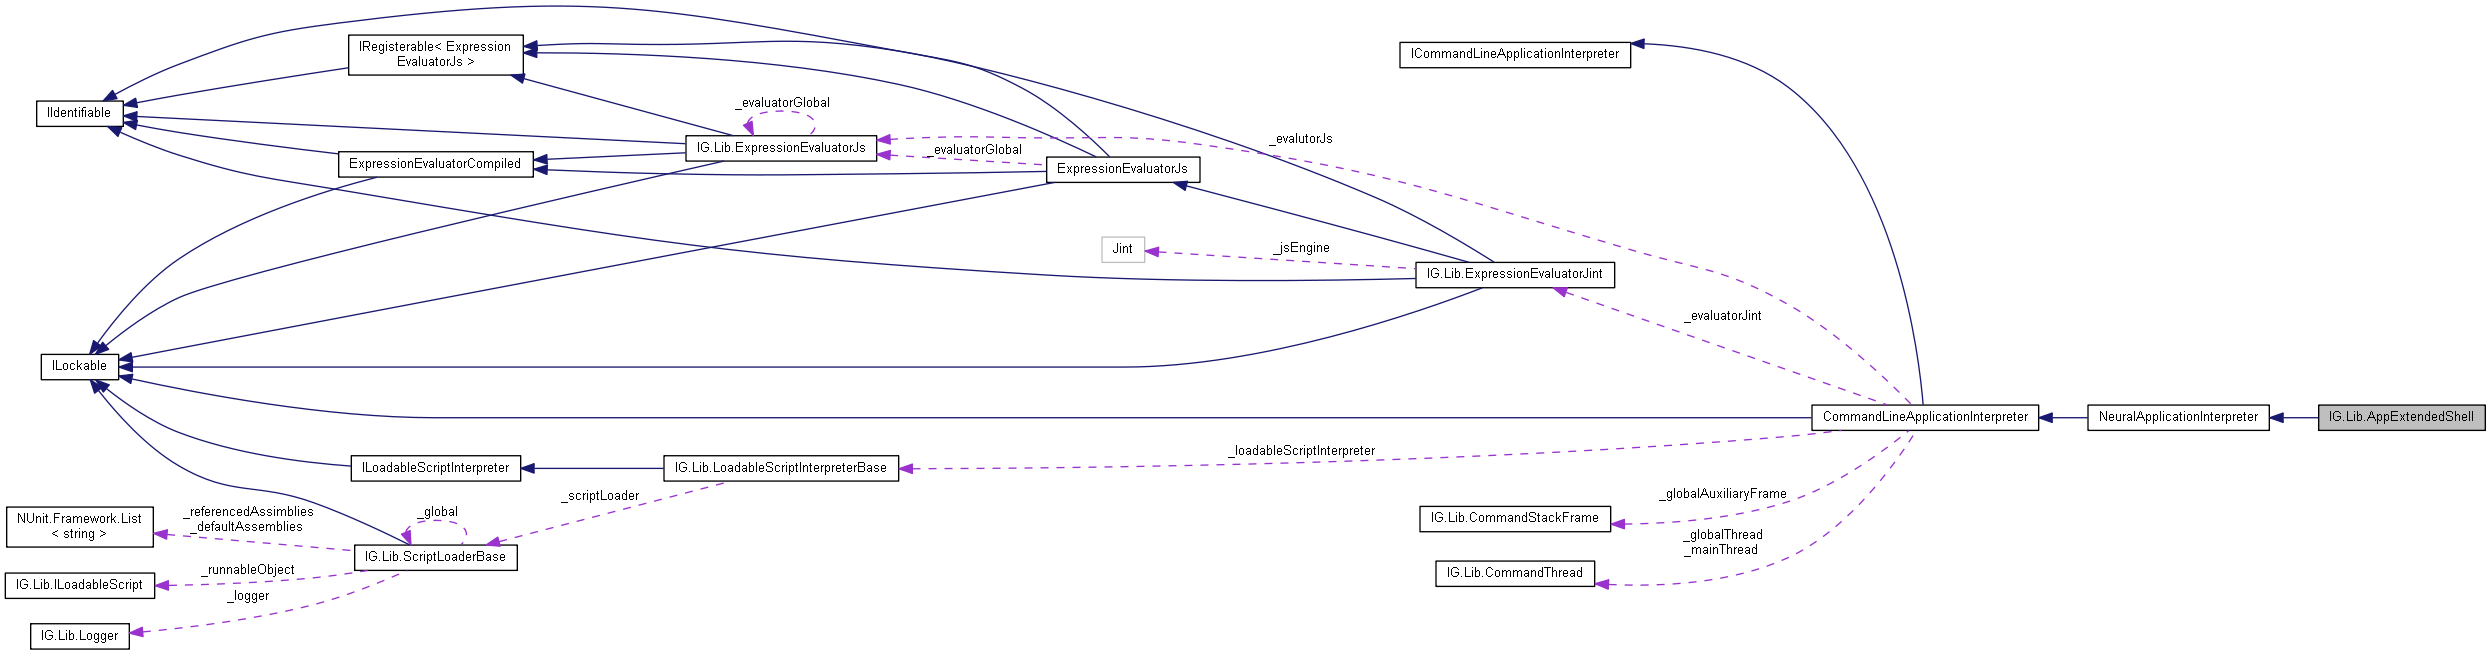 IRegisterable< Expression
EvaluatorJs >
ICommandLineApplicationInterpreter
IIdentifiable
_evaluatorGlobal
_evalutorJs
IG.Lib.ExpressionEvaluatorJs
_evaluatorGlobal
ExpressionEvaluatorCompiled
ExpressionEvaluatorJs
Jint
_jsEngine
IG.Lib.ExpressionEvaluatorJint
_evaluatorJint
ILockable
CommandLineApplicationInterpreter
NeuralApplicationInterpreter
IG.Lib.AppExtendedShell
_loadableScriptInterpreter
ILoadableScriptInterpreter
IG.Lib.LoadableScriptInterpreterBase
_scriptLoader
_globalAuxiliaryFrame
NUnit.Framework.List
< string >
_referencedAssimblies
_defaultAssemblies
_global
IG.Lib.CommandStackFrame
_globalThread
_mainThread
IG.Lib.ScriptLoaderBase
_runnableObject
IG.Lib.CommandThread
IG.Lib.ILoadableScript
_logger
IG.Lib.Logger